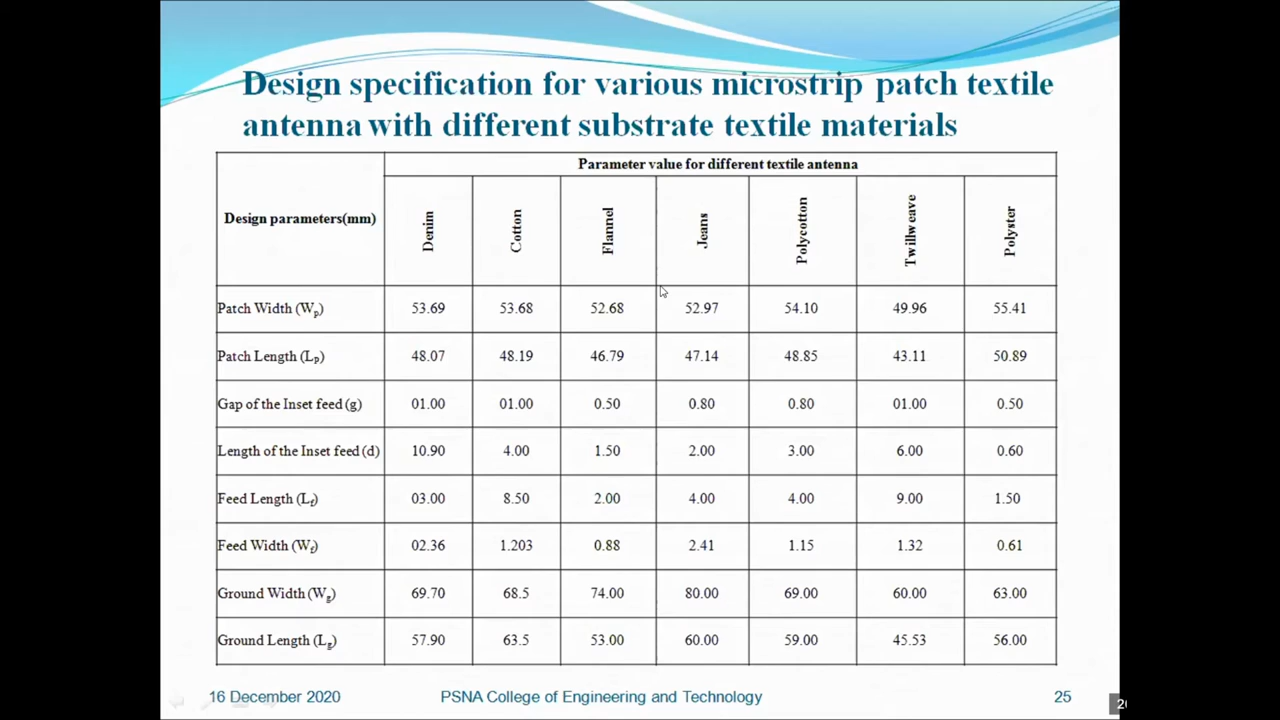 Design specification for various microstrip patch textile
antenna with different substrate textile materials
Design parameters(mm)
Parameter value for different textile antenna
Denim Cotton Flannel Jeans Polycotton Twillweave Polyster
Patch Width (Wp) 53.69 53.68 52.68 52.97 54.10 49.96 55.41
Patch Length (Lp) 48.07 48.19 46.79 47.14 48.85 43.11 50.89
Gap of the Inset feed (g) 01.00 01.00 0.50 0.80 0.80 01.00 0.50
Length of the Inset feed (d) 10.90 4.00 1.50 2.00 3.00 6.00 0.60
Feed Length (Lf) 03.00 8.50 2.00 4.00 4.00 9.00 1.50
Feed Width (Wf) 02.36 1.203 0.88 2.41 1.15 1.32 0.61
Ground Width (Wg) 69.70 68.5 74.00 80.00 69.00 60.00 63.00
Ground Length (Lg) 57.90 63.5 53.00 60.00 59.00 45.53 56.00
16 December 2020 PSNA College of Engineering and Technology 25